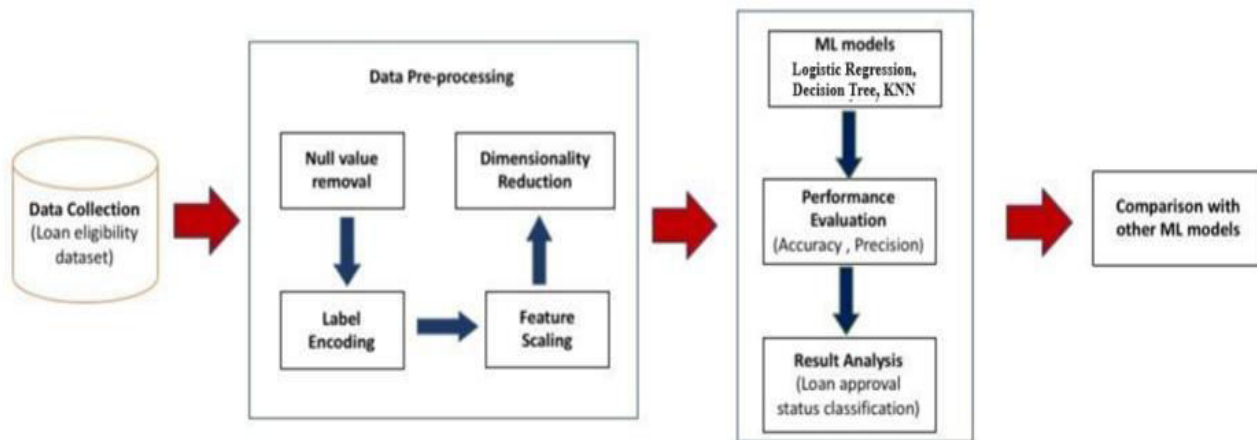 Data Collection
(Loan eligibility
dataset)
Data Pre-processing
Null value
removal
Label
Encoding
Feature
Scaling
Dimensionality
Reduction
ML models
Logistic Regression,
Decision Tree, KNN
Performance
Evaluation
(Accuracy , Precision)
Result Analysis
(Loan approval
status classification)
Comparison with
other ML models